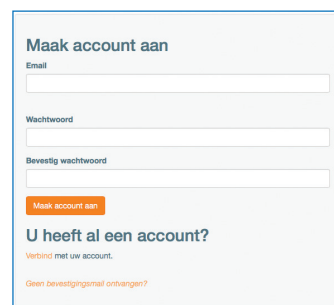 Maak account aan
Email
Wachtwoord
Bevestig wachtwoord
Maak account aan
U heeft al een account?
Verbind met uw account.
Geen bevestigingsmail ontvangen?